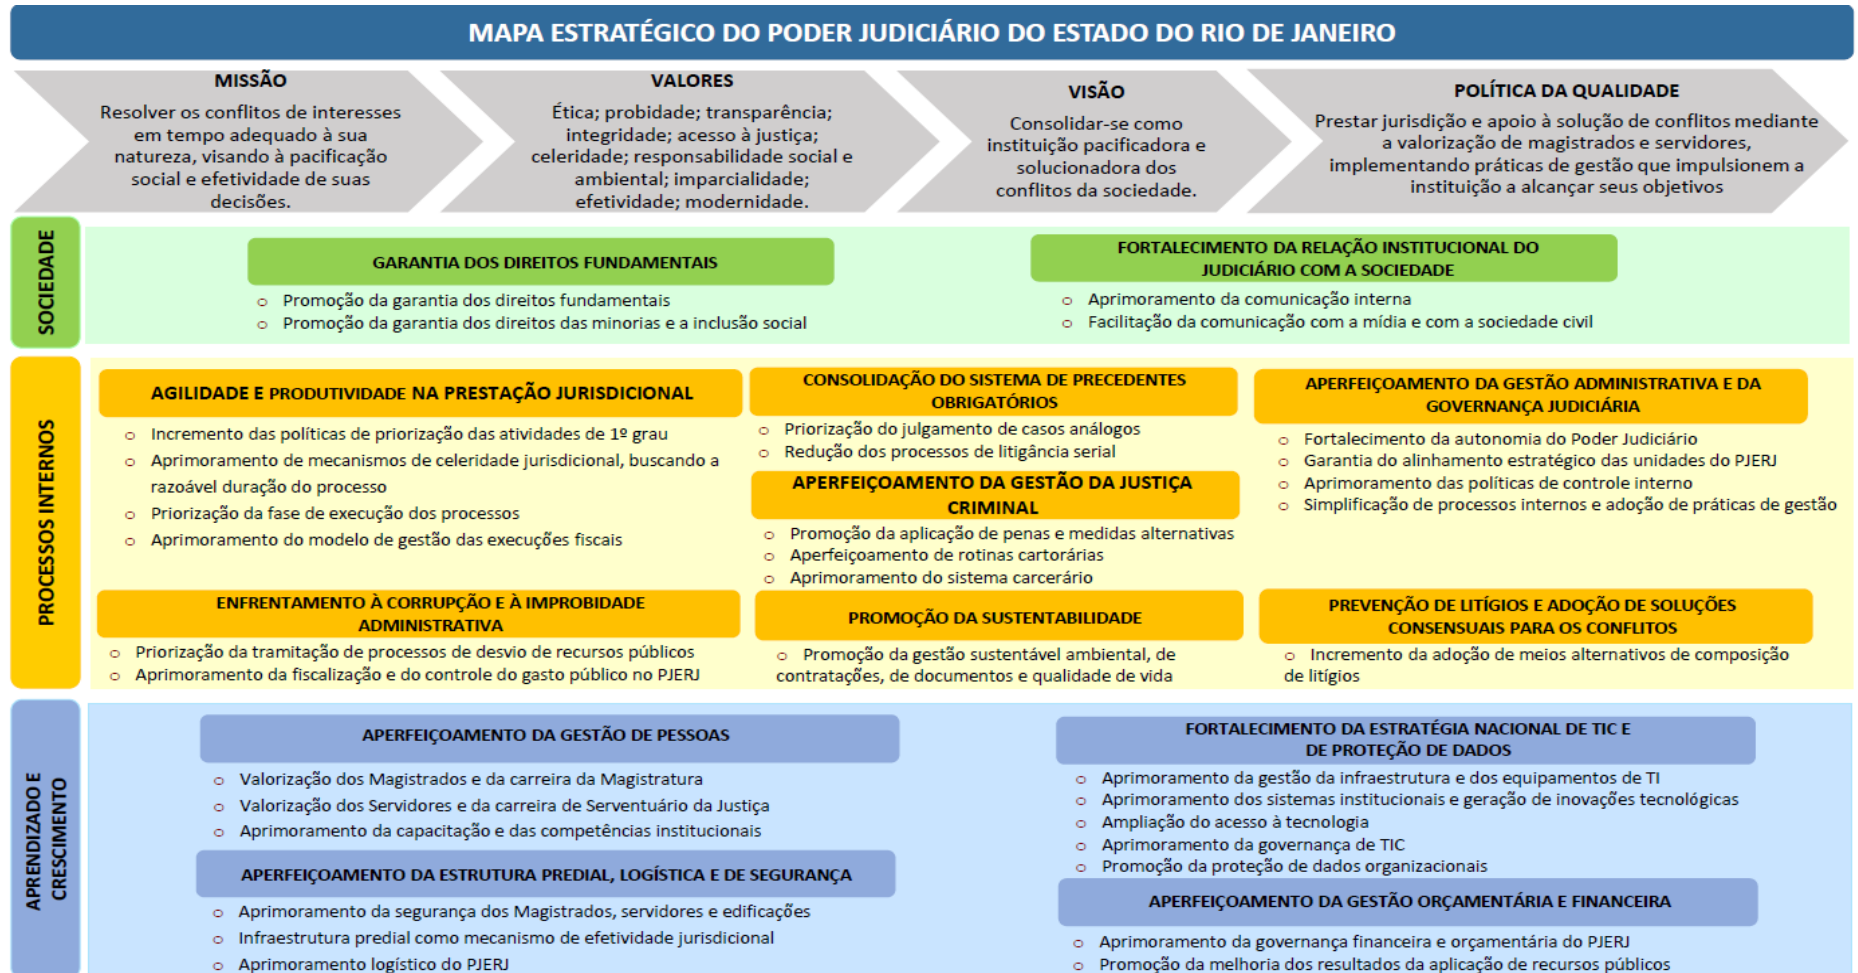 MAPA ESTRATÉGICO DO PODER JUDICIÁRIO DO ESTADO DO RIO DE JANEIRO
MISSÃO
Resolver os conflitos de interesses
em tempo adequado à sua
natureza, visando à pacificação
social e efetividade de suas
decisões.
VALORES
Ética; probidade; transparência;
integridade; acesso à justiça;
celeridade; responsabilidade social e
ambiental; imparcialidade;
efetividade; modernidade.
VISÃO
Consolidar-se como
instituição pacificadora e
solucionadora dos
conflitos da sociedade.
POLÍTICA DA QUALIDADE
Prestar jurisdição e apoio à solução de conflitos mediante
a valorização de magistrados e servidores,
implementando práticas de gestão que impulsionem a
instituição a alcançar seus objetivos
SOCIEDADE
GARANTIA DOS DIREITOS FUNDAMENTAIS
o Promoção da garantia dos direitos fundamentais
o Promoção da garantia dos direitos das minorias e a inclusão social
FORTALECIMENTO DA RELAÇÃO INSTITUCIONAL DO
JUDICIÁRIO COM A SOCIEDADE
o Aprimoramento da comunicação interna
o Facilitação da comunicação com a mídia e com a sociedade civil
PROCESSOS INTERNOS
AGILIDADE E PRODUTIVIDADE NA PRESTAÇÃO JURISDICIONAL
o Incremento das políticas de priorização das atividades de 1º grau
o Aprimoramento de mecanismos de celeridade jurisdicional, buscando a
razoável duração do processo
o Priorização da fase de execução dos processos
o Aprimoramento do modelo de gestão das execuções fiscais
CONSOLIDAÇÃO DO SISTEMA DE PRECEDENTES
OBRIGATÓRIOS
o Priorização do julgamento de casos análogos
o Redução dos processos de litigância serial
APERFEIÇOAMENTO DA GESTÃO DA JUSTIÇA
CRIMINAL
o Promoção da aplicação de penas e medidas alternativas
o Aperfeiçoamento de rotinas cartorárias
o Aprimoramento do sistema carcerário
APERFEIÇOAMENTO DA GESTÃO ADMINISTRATIVA E DA
GOVERNANÇA JUDICIÁRIA
o Fortalecimento da autonomia do Poder Judiciário
o Garantia do alinhamento estratégico das unidades do PJERJ
o Aprimoramento das políticas de controle interno
o Simplificação de processos internos e adoção de práticas de gestão
ENFRENTAMENTO À CORRUPÇÃO E À IMPROBIDADE
ADMINISTRATIVA
o Priorização da tramitação de processos de desvio de recursos públicos
o Aprimoramento da fiscalização e do controle do gasto público no PJERJ
PROMOÇÃO DA SUSTENTABILIDADE
o Promoção da gestão sustentável ambiental, de
contratações, de documentos e qualidade de vida
PREVENÇÃO DE LITÍGIOS E ADOÇÃO DE SOLUÇÕES
CONSENSUAIS PARA OS CONFLITOS
o Incremento da adoção de meios alternativos de composição
de litígios
APRENDIZADO E
CRESCIMENTO
APERFEIÇOAMENTO DA GESTÃO DE PESSOAS
o Valorização dos Magistrados e da carreira da Magistratura
o Valorização dos Servidores e da carreira de Serventuário da Justiça
o Aprimoramento da capacitação e das competências institucionais
APERFEIÇOAMENTO DA ESTRUTURA PREDIAL, LOGÍSTICA E DE SEGURANÇA
o Aprimoramento da segurança dos Magistrados, servidores e edificações
o Infraestrutura predial como mecanismo de efetividade jurisdicional
o Aprimoramento logístico do PJERJ
FORTALECIMENTO DA ESTRATÉGIA NACIONAL DE TIC E
DE PROTEÇÃO DE DADOS
o Aprimoramento da gestão da infraestrutura e dos equipamentos de TI
o Aprimoramento dos sistemas institucionais e geração de inovações tecnológicas
o Ampliação do acesso à tecnologia
o Aprimoramento da governança de TIC
o Promoção da proteção de dados organizacionais
APERFEIÇOAMENTO DA GESTÃO ORÇAMENTÁRIA E FINANCEIRA
o Aprimoramento da governança financeira e orçamentária do PJERJ
o Promoção da melhoria dos resultados da aplicação de recursos públicos